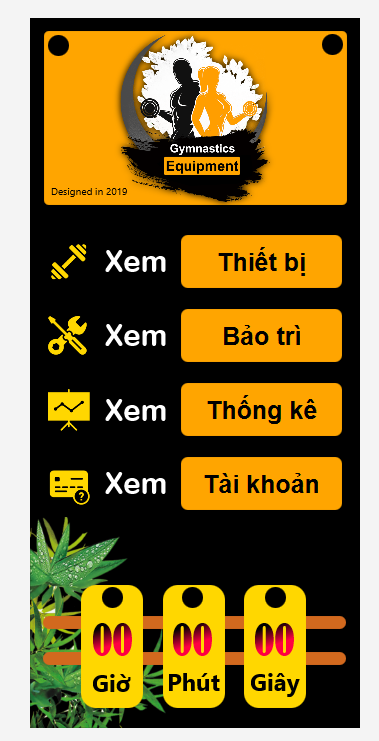 Gymnastics
Equipment
Designed in 2019
Xem Thiết bị
Xem Bảo trì
Xem Thống kê
Xem Tài khoản
?
00 00 00
Giờ Phút Giây